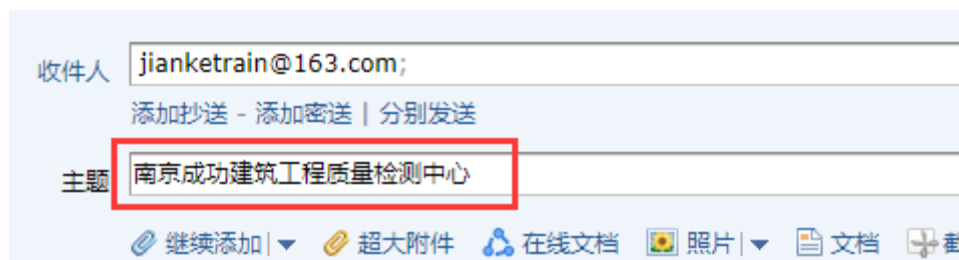 收件人 jianketrain@163.com;
添加抄送 - 添加密送 | 分别发送
主题 南京成功建筑工程质量检测中心
继续添加 | 超大附件 在线文档 照片 | 文档